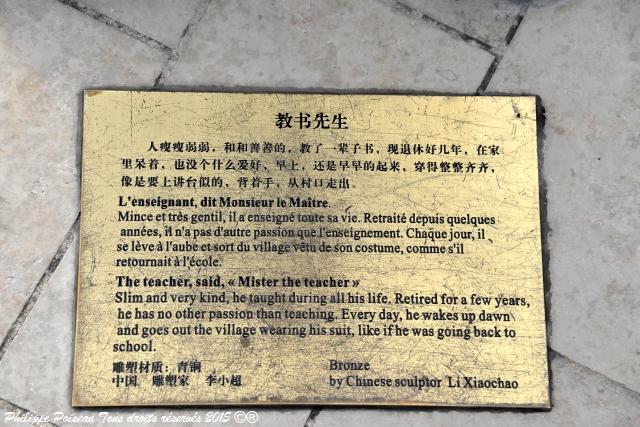 教书先生
人瘦瘦弱弱，和和善善的，教了一辈子书，现退休好几年，在家
里呆着，也没个什么爱好，早上，还是早早的起来，穿得整整齐齐，
像是要上讲台似的，背着手，从村口走出。
L'enseignant, dit Monsieur le Maître.
Mince et très gentil, il a enseigné toute sa vie. Retraité depuis quelques
années, il n'a pas d'autre passion que l'enseignement. Chaque jour, il
se lève à l'aube et sort du village vêtu de son costume, comme s'il
retournait à l'école.
The teacher, said, « Mister the teacher »
Slim and very kind, he taught during all his life. Retired for a few years,
he has no other passion than teaching. Every day, he wakes up dawn
and goes out the village wearing his suit, like if he was going back to
school.
雕塑材质：青铜
中国 雕塑家 李小超
Bronze
by Chinese sculptor Li Xiaochao
Philippe Poiseau Tous droits réservés 2015 ©®